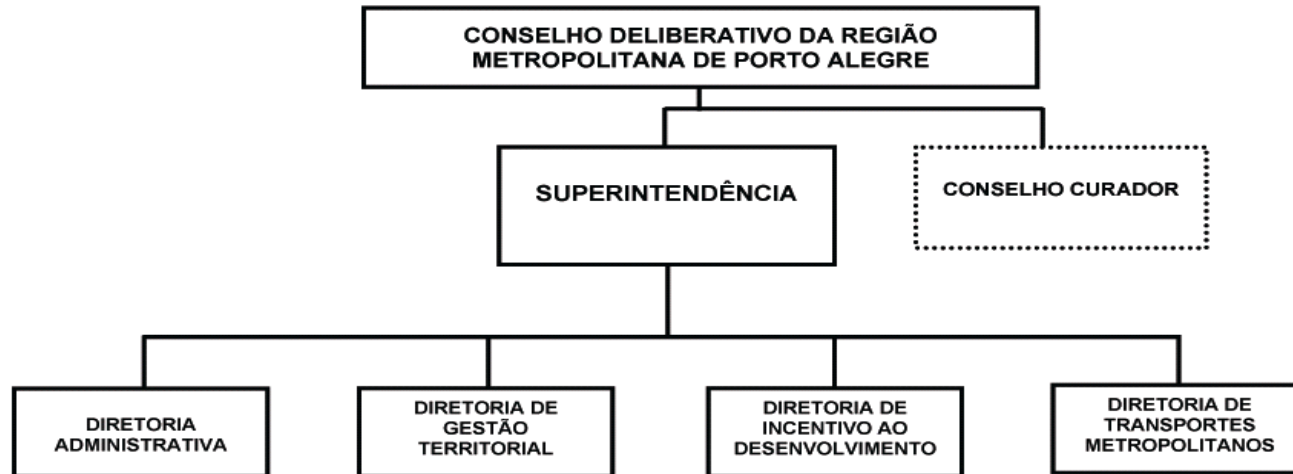 CONSELHO DELIBERATIVO DA REGIÃO
METROPOLITANA DE PORTO ALEGRE
SUPERINTENDÊNCIA
CONSELHO CURADOR
DIRETORIA
ADMINISTRATIVA
DIRETORIA DE
GESTÃO
TERRITORIAL
DIRETORIA DE
INCENTIVO AO
DESENVOLVIMENTO
DIRETORIA DE
TRANSPORTES
METROPOLITANOS